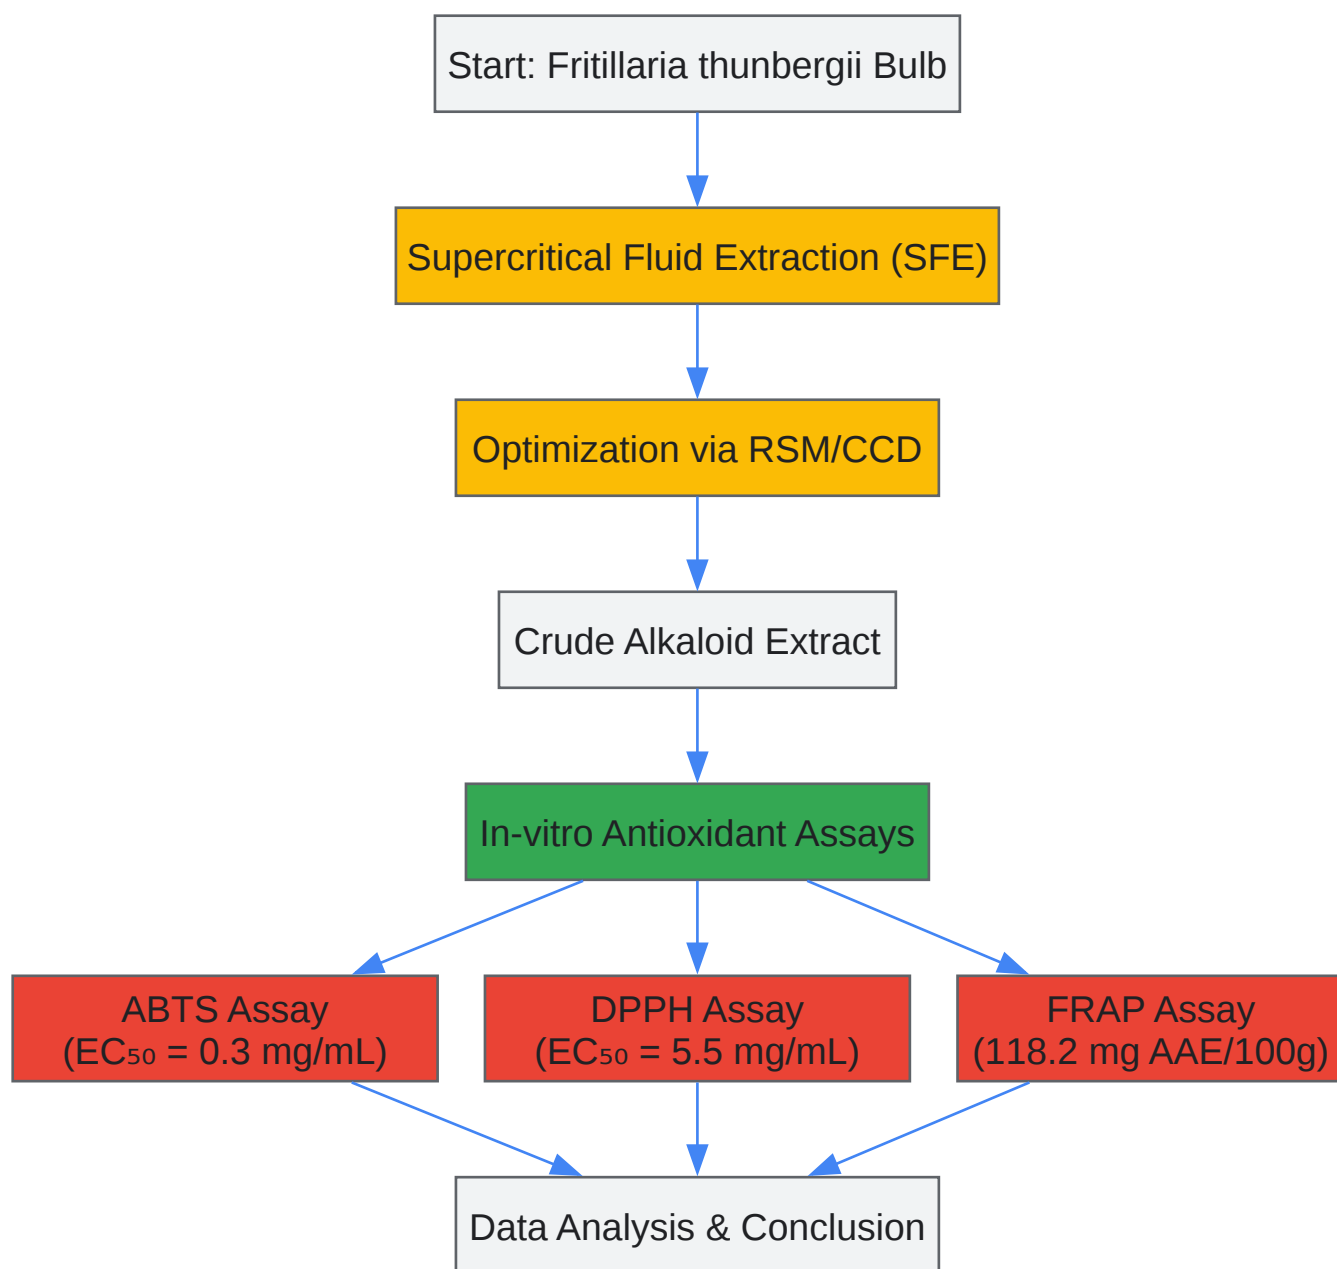 Start: Fritillaria thunbergii Bulb
Supercritical Fluid Extraction (SFE)
Optimization via RSM/CCD
Crude Alkaloid Extract
In-vitro Antioxidant Assays
ABTS Assay
(EC₅₀ = 0.3 mg/mL)
DPPH Assay
(EC₅₀ = 5.5 mg/mL)
FRAP Assay
(118.2 mg AAE/100g)
Data Analysis & Conclusion